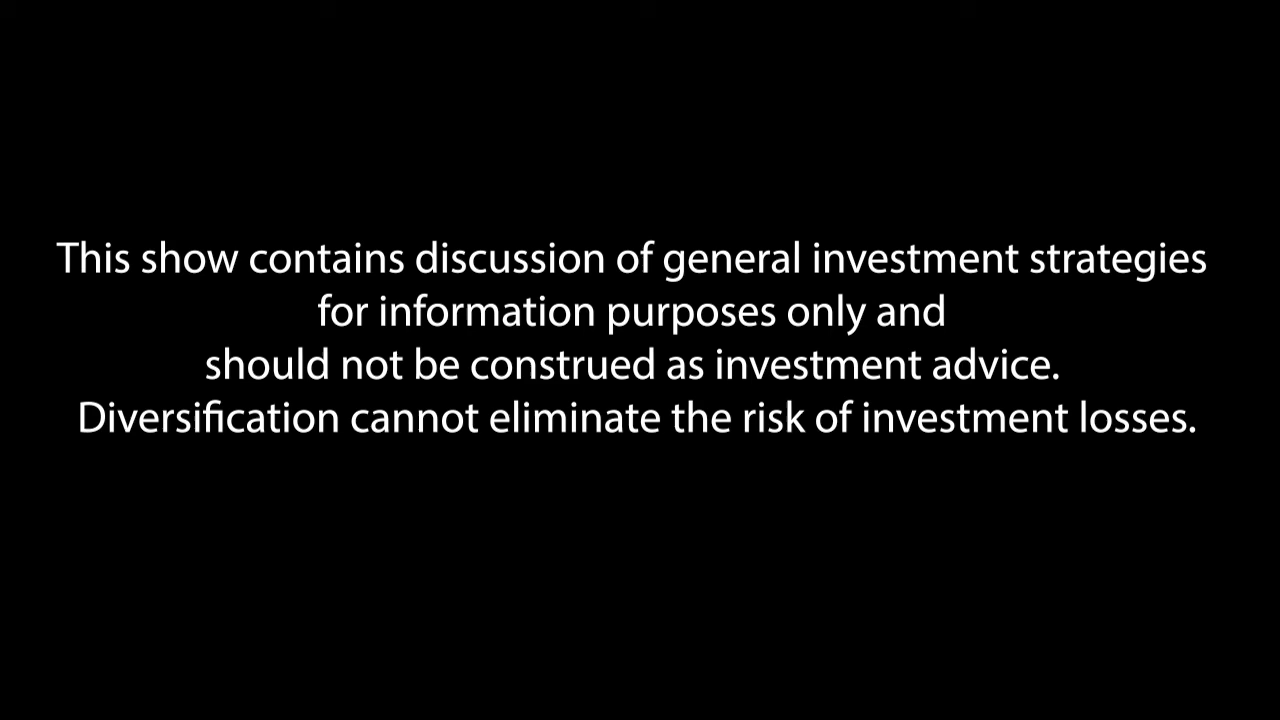 This show contains discussion of general investment strategies
for information purposes only and
should not be construed as investment advice.
Diversification cannot eliminate the risk of investment losses.